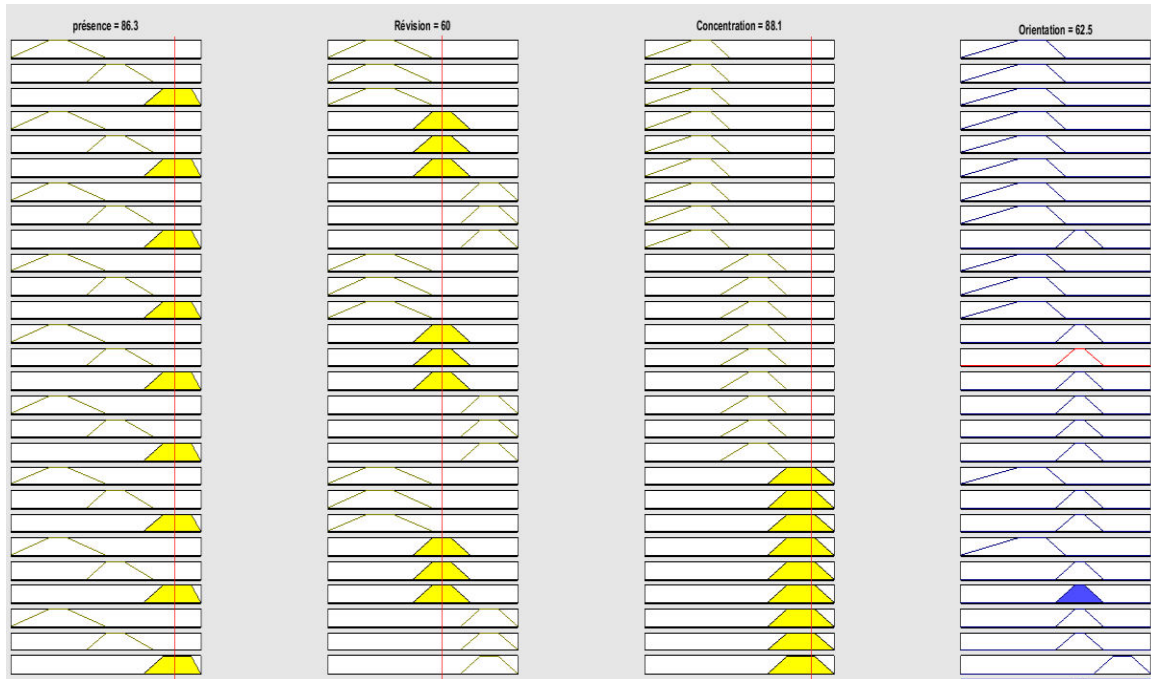 présence = 86.3
Révision = 60
Concentration = 88.1
Orientation = 62.5